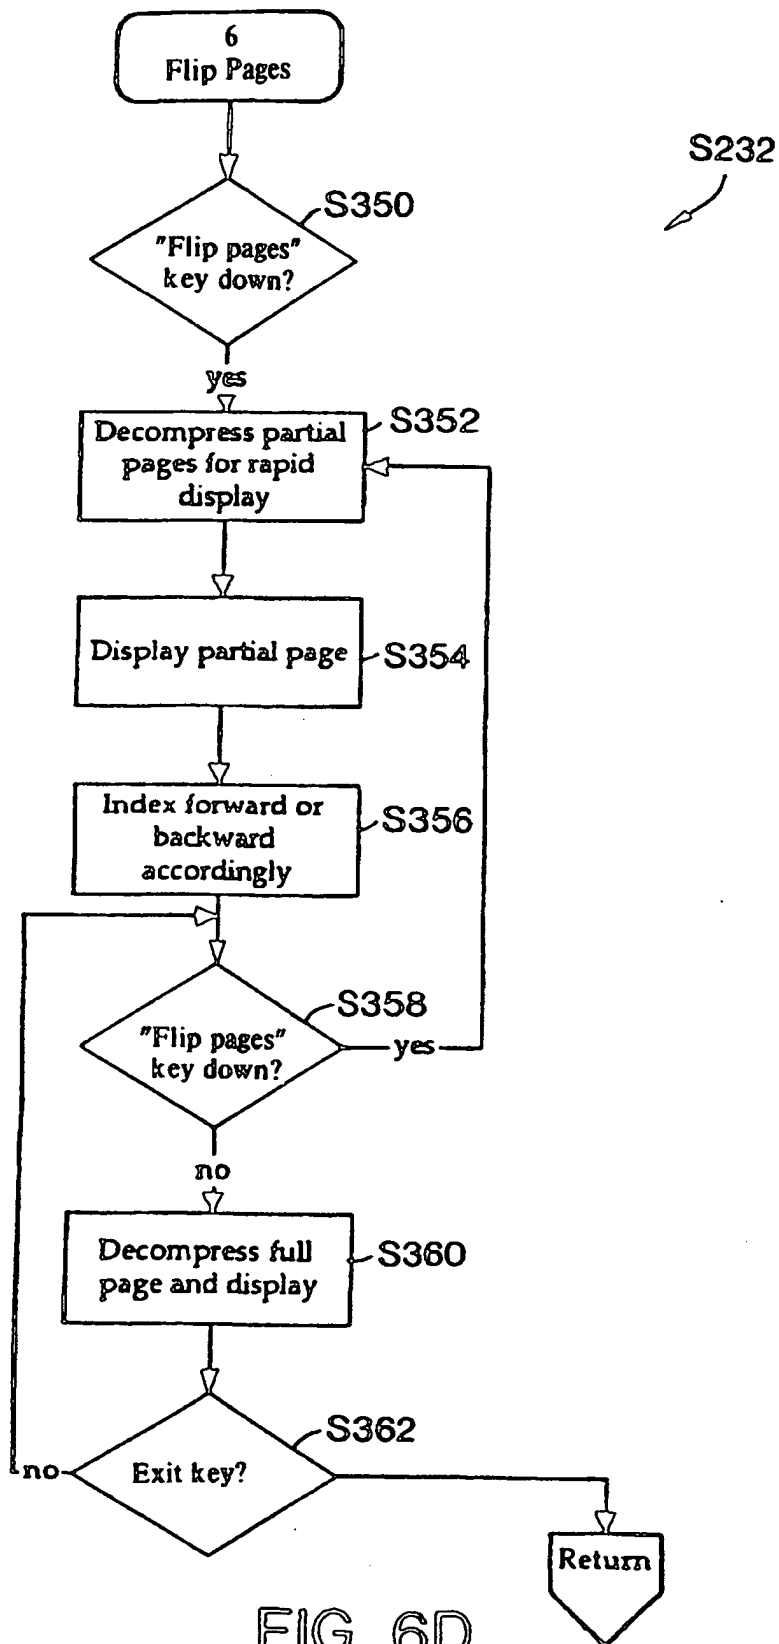 6
Flip Pages
S232
S350
"Flip pages"
key down?
yes
S352
Decompress partial
pages for rapid
display
Display partial page
S354
Index forward or
backward
accordingly
S356
S358
"Flip pages"
key down?
yes
no
Decompress full
page and display
S360
S362
Exit key?
no
Return
FIG. 6D